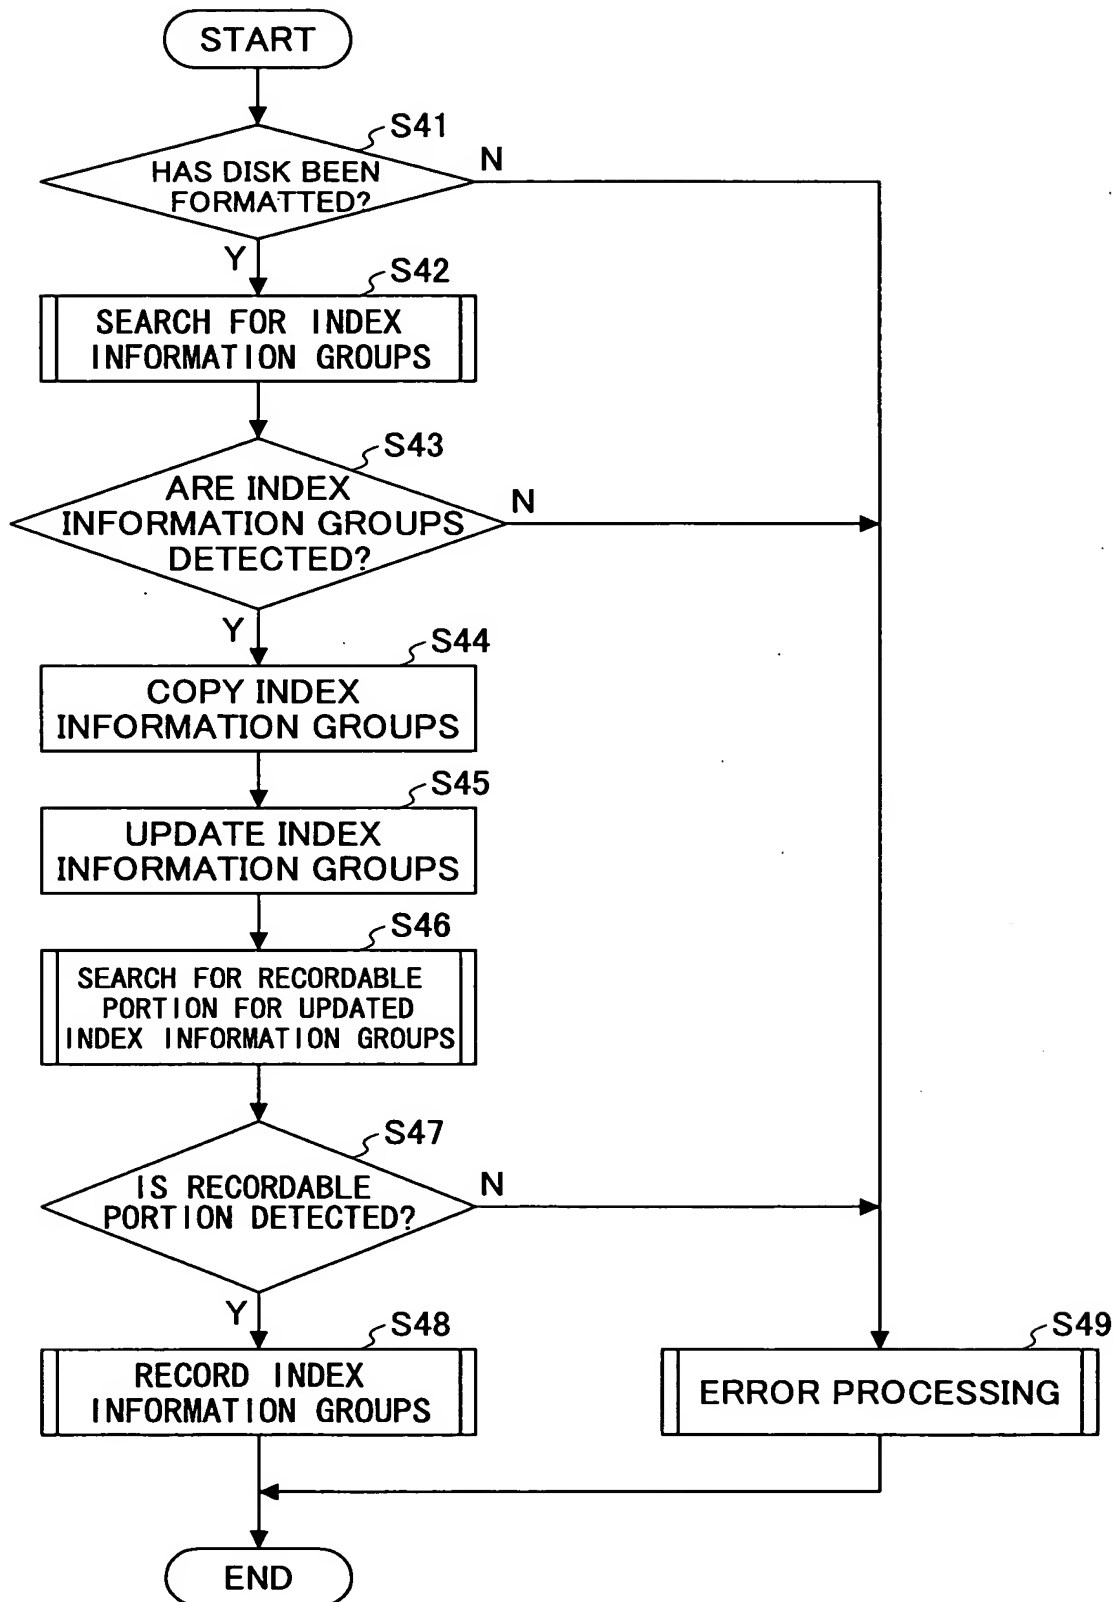 START
S41
HAS DISK BEEN
FORMATTED?
N
Y
S42
SEARCH FOR INDEX
INFORMATION GROUPS
S43
ARE INDEX
INFORMATION GROUPS
DETECTED?
N
Y
S44
COPY INDEX
INFORMATION GROUPS
S45
UPDATE INDEX
INFORMATION GROUPS
S46
SEARCH FOR RECORDABLE
PORTION FOR UPDATED
INDEX INFORMATION GROUPS
S47
IS RECORDABLE
PORTION DETECTED?
N
Y
S48
RECORD INDEX
INFORMATION GROUPS
S49
ERROR PROCESSING
END